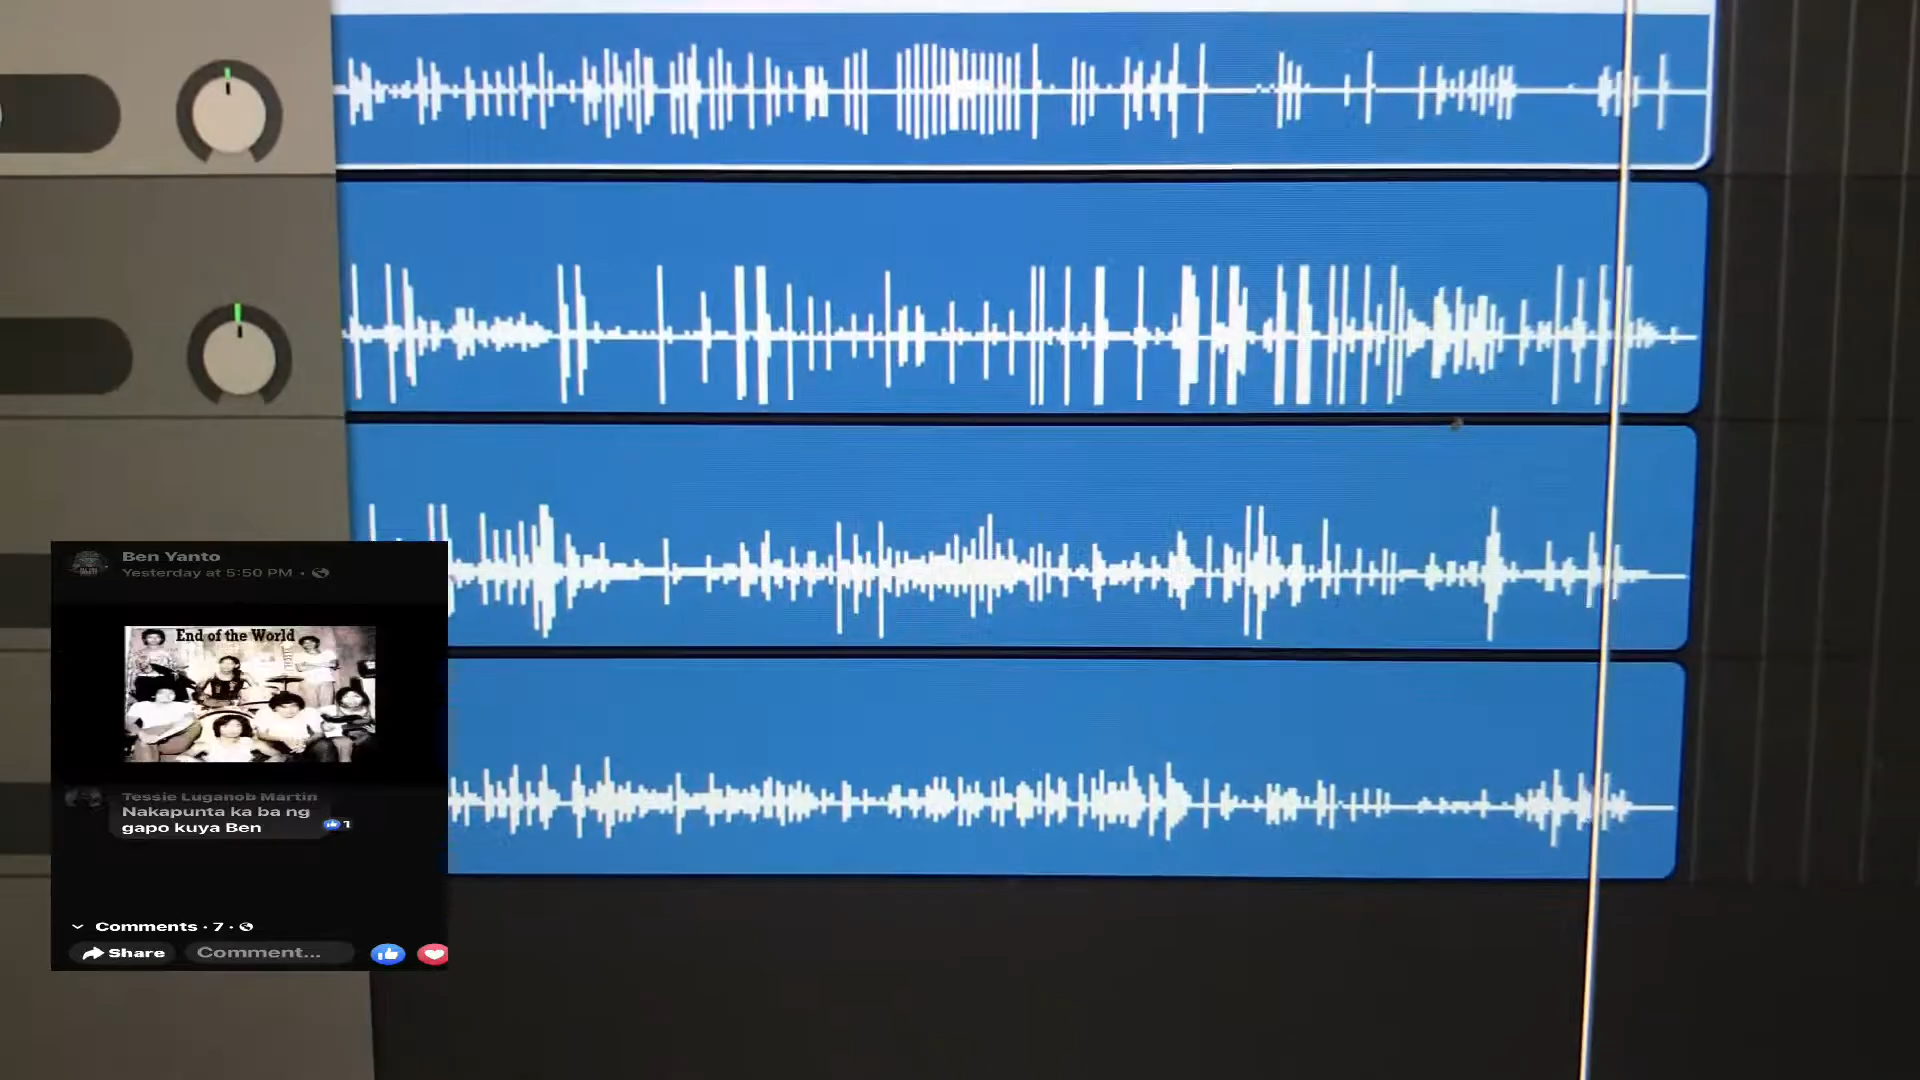 Ben Yanto
Yesterday at 5:50 PM ·
End of the World
Tessie Luganob Martin
Nakapunta ka ba ng
gapo kuya Ben
1
Comments · 7 ·
Share
Comment...